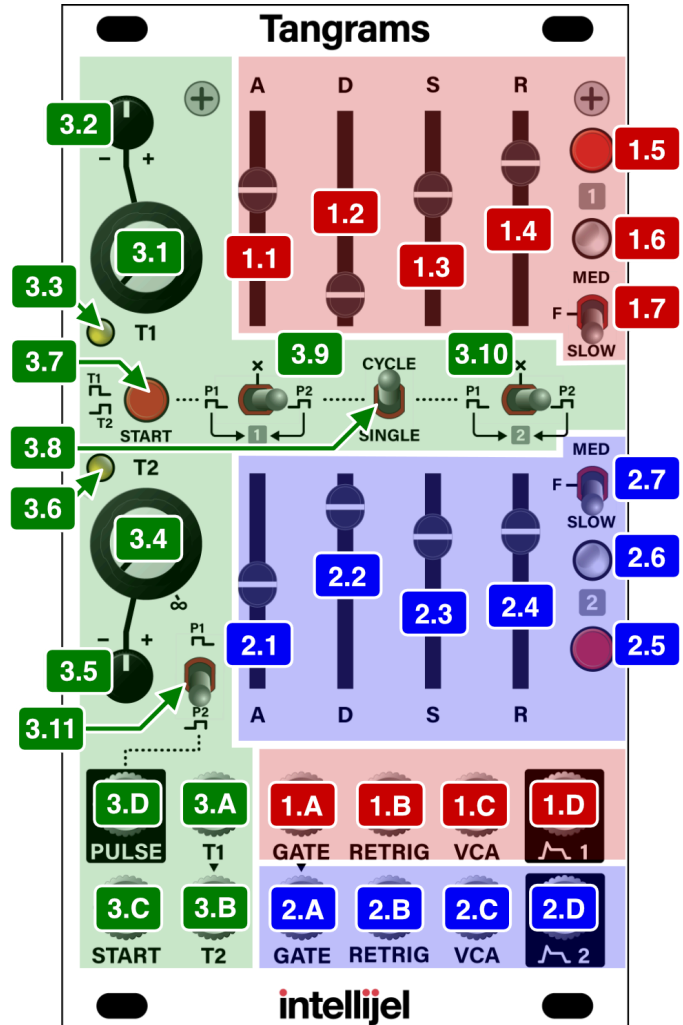 Tangrams
A D S R
3.2
1.5
- +
1.2
1
3.1
1.1
1.4
1.6
1.3
MED
3.3
F
1.7
T1
SLOW
3.7
3.9
CYCLE
3.10
T1
X
X
P1
P2
P1
P2
T2
START
1
SINGLE
2
3.8
T2
MED
F
2.7
3.6
SLOW
3.4
2.2
2.6
2.3
2.4
2
∞
P1
2.1
2.5
- +
3.5
P2
A D S R
3.11
3.D
3.A
1.A
1.B
1.C
1.D
PULSE
T1
GATE
RETRIG
VCA
1
3.C
3.B
2.A
2.B
2.C
2.D
START
T2
GATE
RETRIG
VCA
2
intellijel